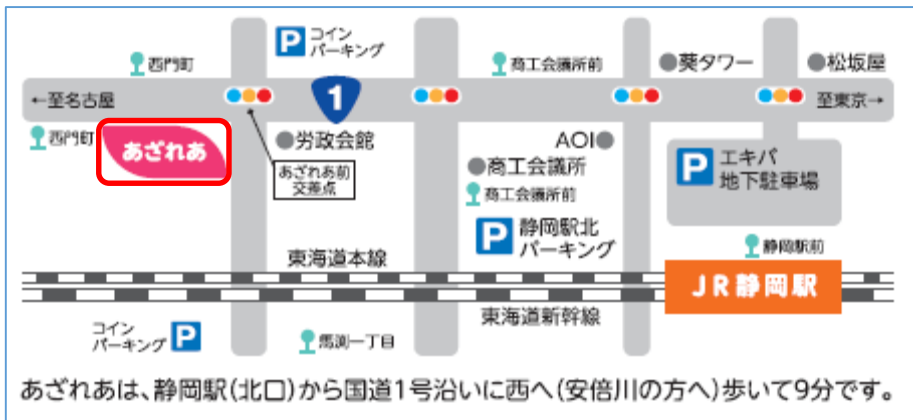 コイン
パーキング
P
西門町
商工会議所前
葵タワー
松坂屋
←至名古屋
1
至東京→
西門町
あざれあ
労政会館
AOI
エキパ
地下駐車場
P
あざれあ前
交差点
商工会議所
商工会議所前
静岡駅北
パーキング
P
静岡駅前
東海道本線
JR静岡駅
東海道新幹線
コイン
パーキング
P
馬渕一丁目
あざれあは、静岡駅(北口)から国道1号沿いに西へ(安倍川の方へ)歩いて9分です。